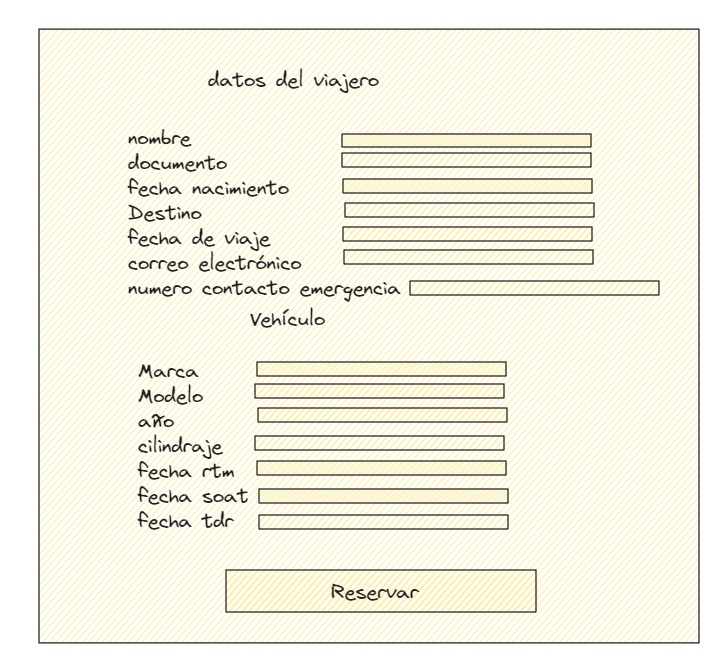 datos del viajero
nombre
documento
fecha nacimiento
Destino
fecha de viaje
correo electrónico
numero contacto emergencia
Vehículo
Marca
Modelo
año
cilindraje
fecha rtm
fecha soat
fecha tdr
Reservar